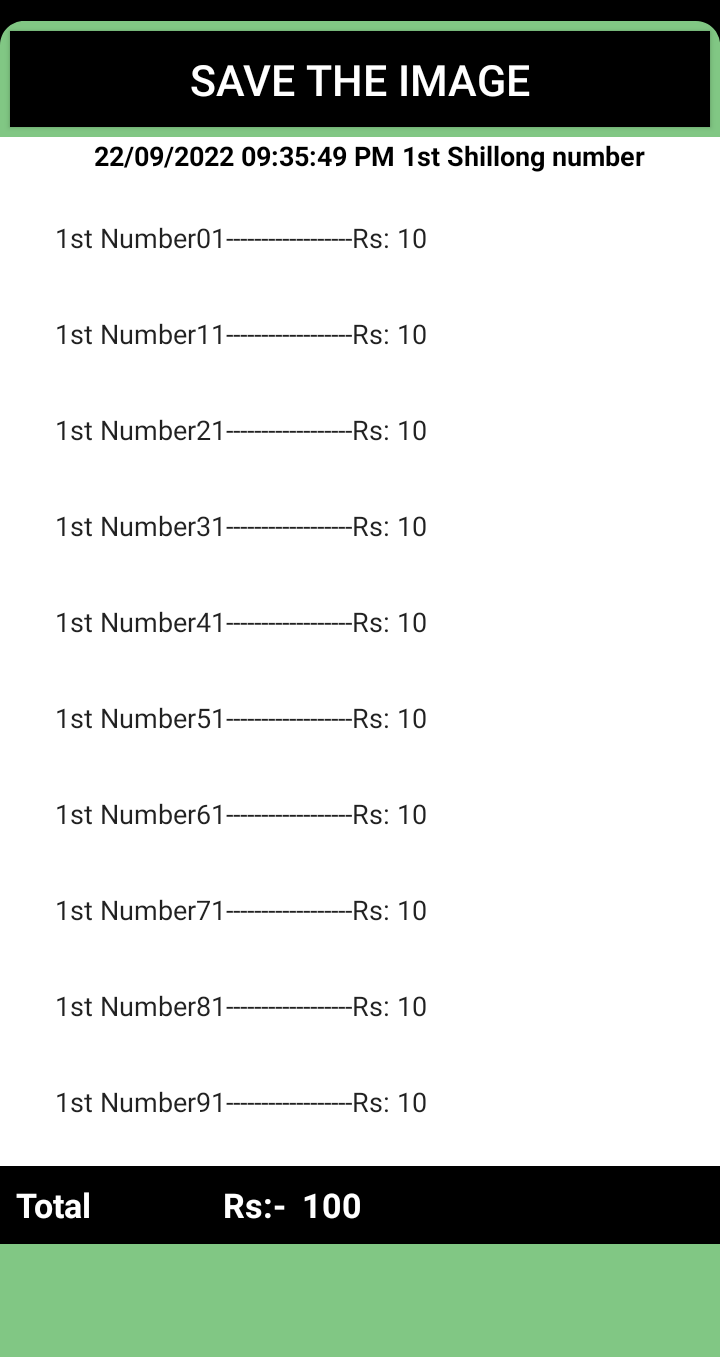 SAVE THE IMAGE
22/09/2022 09:35:49 PM 1st Shillong number
1st Number01------------------Rs: 10
1st Number11------------------Rs: 10
1st Number21------------------Rs: 10
1st Number31------------------Rs: 10
1st Number41------------------Rs: 10
1st Number51------------------Rs: 10
1st Number61------------------Rs: 10
1st Number71------------------Rs: 10
1st Number81------------------Rs: 10
1st Number91------------------Rs: 10
Total Rs:- 100